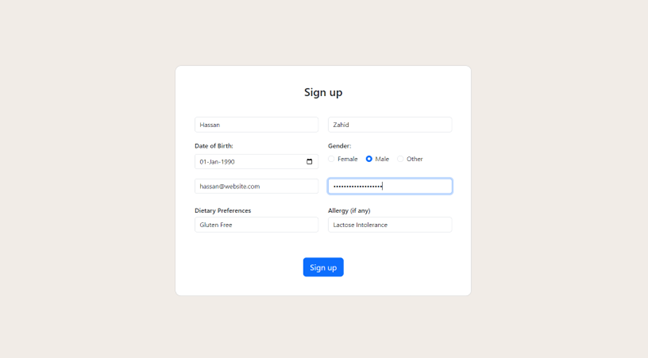 Sign up
Hassan Zahid
Date of Birth: Gender:
01-Jan-1990 Female Male Other
hassan@website.com •••••••••••••••••••
Dietary Preferences Allergy (if any)
Gluten Free Lactose Intolerance
Sign up